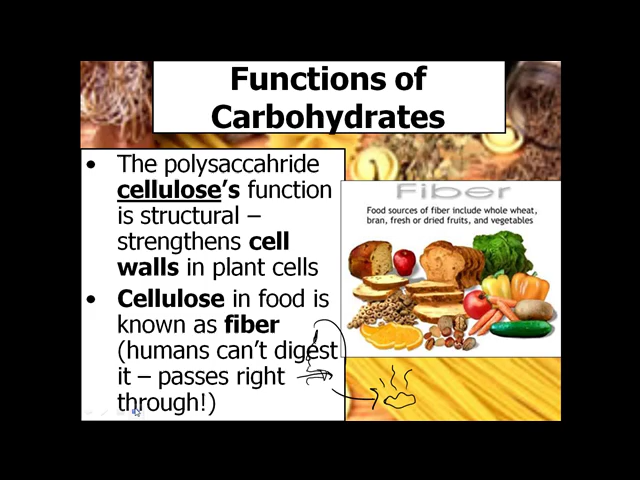 Functions of
Carbohydrates
• The polysaccahride
cellulose's function
is structural –
strengthens cell
walls in plant cells
• Cellulose in food is
known as fiber
(humans can't digest
it – passes right
through!)
Fiber
Food sources of fiber include whole wheat,
bran, fresh or dried fruits, and vegetables